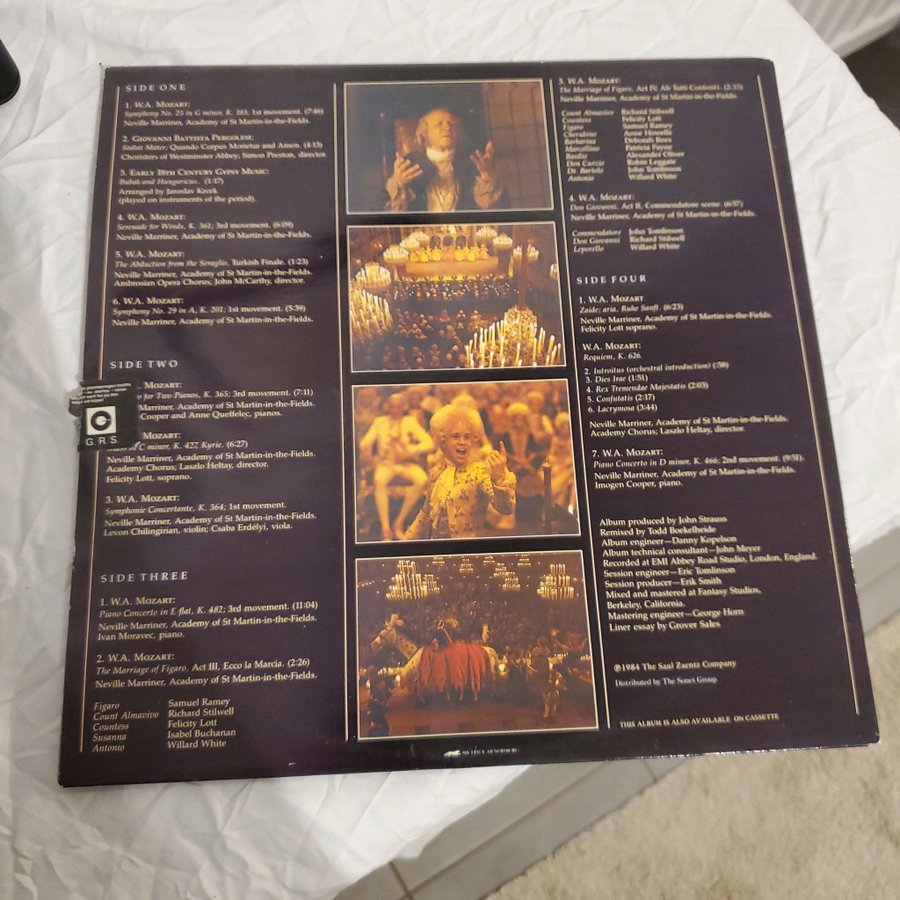 SIDE ONE
1. W.A. MOZART:
Symphony No. 25 in G minor, K. 183; 1st movement. (7:46)
Neville Marriner, Academy of St Martin-in-the-Fields.
2. GIOVANNI BATTISTA PERGOLESI:
Stabat Mater; Quando Corpus Morietur and Amen. (4:13)
Choristers of Westminster Abbey; Simon Preston, director.
3. EARLY 18TH CENTURY GYPSY MUSIC:
Bubak and Hungaricus. (1:17)
Arranged by Jaroslav Krcek
(played on instruments of the period).
4. W.A. MOZART:
Serenade for Winds, K. 361, 3rd movement. (6:09)
Neville Marriner, Academy of St Martin-in-the-Fields.
5. W.A. MOZART:
The Abduction from the Seraglio, Turkish Finale. (1:23)
Neville Marriner, Academy of St Martin-in-the-Fields.
Ambrosian Opera Chorus; John McCarthy, director.
6. W.A. MOZART:
Symphony No. 29 in A, K. 201; 1st movement. (5:39)
Neville Marriner, Academy of St Martin-in-the-Fields.
SIDE TWO
MOZART:
for Two Pianos, K. 365; 3rd movement. (7:11)
Marriner, Academy of St Martin-in-the-Fields.
Cooper and Anne Queffelec, pianos.
MOZART:
in C minor, K. 427, Kyrie. (6:27)
Neville Marriner, Academy of St Martin-in-the-Fields.
Academy Chorus; Laszlo Heltay, director.
Felicity Lott, soprano.
3. W.A. MOZART:
Symphonie Concertante, K. 364; 1st movement.
Neville Marriner, Academy of St Martin-in-the-Fields.
Levon Chilingirian, violin; Csaba Erdélyi, viola.
G.R.S.
SIDE THREE
1. W.A. MOZART:
Piano Concerto in E flat, K. 482; 3rd movement. (11:04)
Neville Marriner, Academy of St Martin-in-the-Fields.
Ivan Moravec, piano.
2. W.A. MOZART:
The Marriage of Figaro, Act III, Ecco la Marcia. (2:26)
Neville Marriner, Academy of St Martin-in-the-Fields.
Figaro Samuel Ramey
Count Almavivo Richard Stilwell
Countess Felicity Lott
Susanna Isabel Buchanan
Antonio Willard White
3. W.A. MOZART:
The Marriage of Figaro, Act IV, Ah Tutti Contenti. (2:53)
Neville Marriner, Academy of St Martin-in-the-Fields.
Count Almavivo Richard Stilwell
Countess Felicity Lott
Figaro Samuel Ramey
Cherubino Anne Howells
Barbarina Deborah Rees
Marcellina Patricia Payne
Basilio Alexander Oliver
Don Curzio Robin Leggate
Dr. Bartolo John Tomlinson
Antonio Willard White
4. W.A. MOZART:
Don Giovanni, Act II, Commendatore scene. (6:57)
Neville Marriner, Academy of St Martin-in-the-Fields.
Commendatore John Tomlinson
Don Giovanni Richard Stilwell
Leporello Willard White
SIDE FOUR
1. W.A. MOZART
Zaide; aria, Ruhe Sanft. (6:23)
Neville Marriner, Academy of St Martin-in-the-Fields.
Felicity Lott soprano.
W.A. MOZART:
Requiem, K. 626
2. Introitus (orchestral introduction) (:58)
3. Dies Irae (1:51)
4. Rex Tremendae Majestatis (2:03)
5. Confutatis (2:17)
6. Lacrymosa (3:44)
Neville Marriner, Academy of St Martin-in-the-Fields.
Academy Chorus; Laszlo Heltay, director.
7. W.A. MOZART:
Piano Concerto in D minor, K. 466; 2nd movement. (9:51).
Neville Marriner, Academy of St Martin-in-the-Fields.
Imogen Cooper, piano.
Album produced by John Strauss
Remixed by Todd Boekelheide
Album engineer—Danny Kopelson
Album technical consultant—John Meyer
Recorded at EMI Abbey Road Studio, London, England.
Session engineer—Eric Tomlinson
Session producer—Erik Smith
Mixed and mastered at Fantasy Studios,
Berkeley, California.
Mastering engineer—George Horn
Liner essay by Grover Sales
℗1984 The Saul Zaentz Company
Distributed by The Sonet Group.
THIS ALBUM IS ALSO AVAILABLE ON CASSETTE